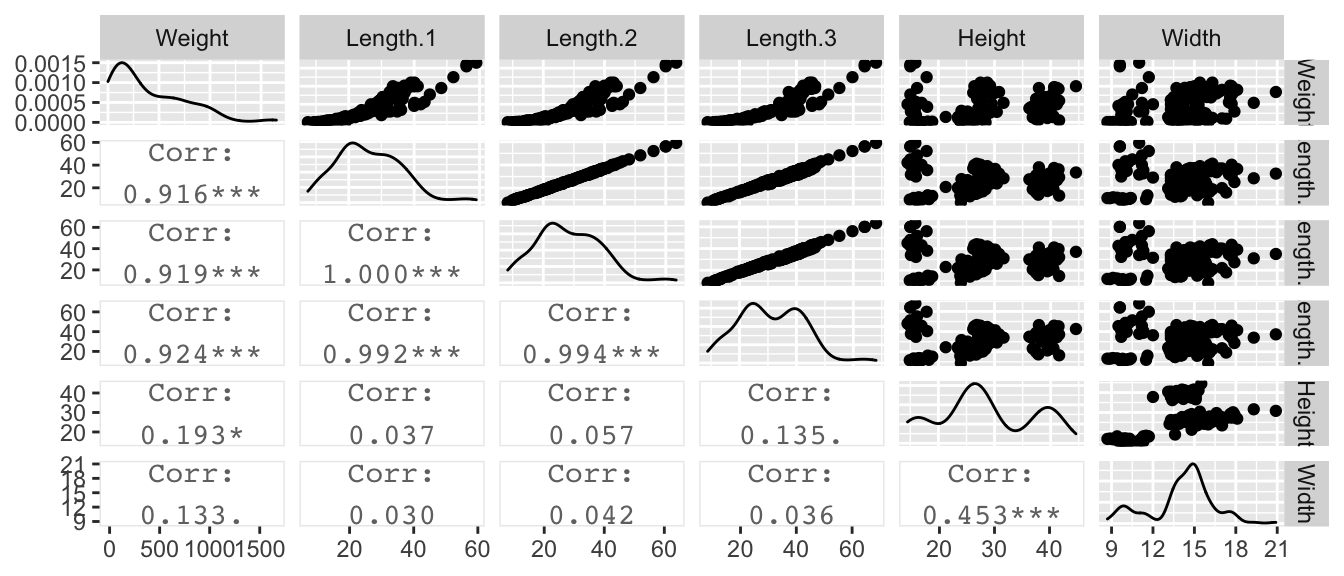 Weight Length.1 Length.2 Length.3 Height Width
0.0015
0.0010
0.0005
0.0000
Weight
60
40
20
Corr:
0.916***
ength.
60
40
20
Corr: Corr:
0.919*** 1.000***
ength.
60
40
20
Corr: Corr: Corr:
0.924*** 0.992*** 0.994***
ength.
40
30
20
Corr: Corr: Corr: Corr:
0.193* 0.037 0.057 0.135.
Height
21
18
15
12
9
Corr: Corr: Corr: Corr: Corr:
0.133. 0.030 0.042 0.036 0.453***
Width
0 500 1000 1500 20 40 60 20 40 60 20 40 60 20 30 40 9 12 15 18 21